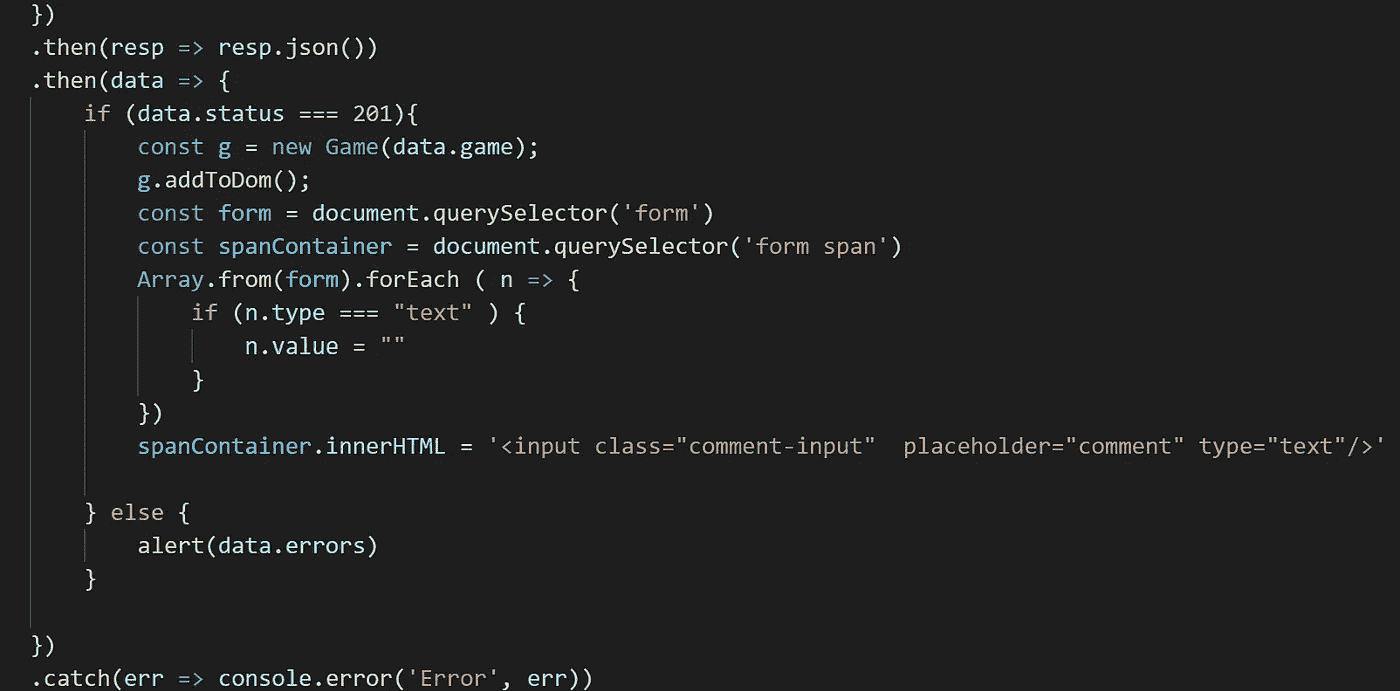 })
.then(resp => resp.json())
.then(data => {
    if (data.status === 201){
        const g = new Game(data.game);
        g.addToDom();
        const form = document.querySelector('form')
        const spanContainer = document.querySelector('form span')
        Array.from(form).forEach ( n => {
            if (n.type === "text" ) {
                n.value = ""
            }
        })
        spanContainer.innerHTML = '<input class="comment-input"  placeholder="comment" type="text"/>'
    } else {
        alert(data.errors)
    }
})
.catch(err => console.error('Error', err))